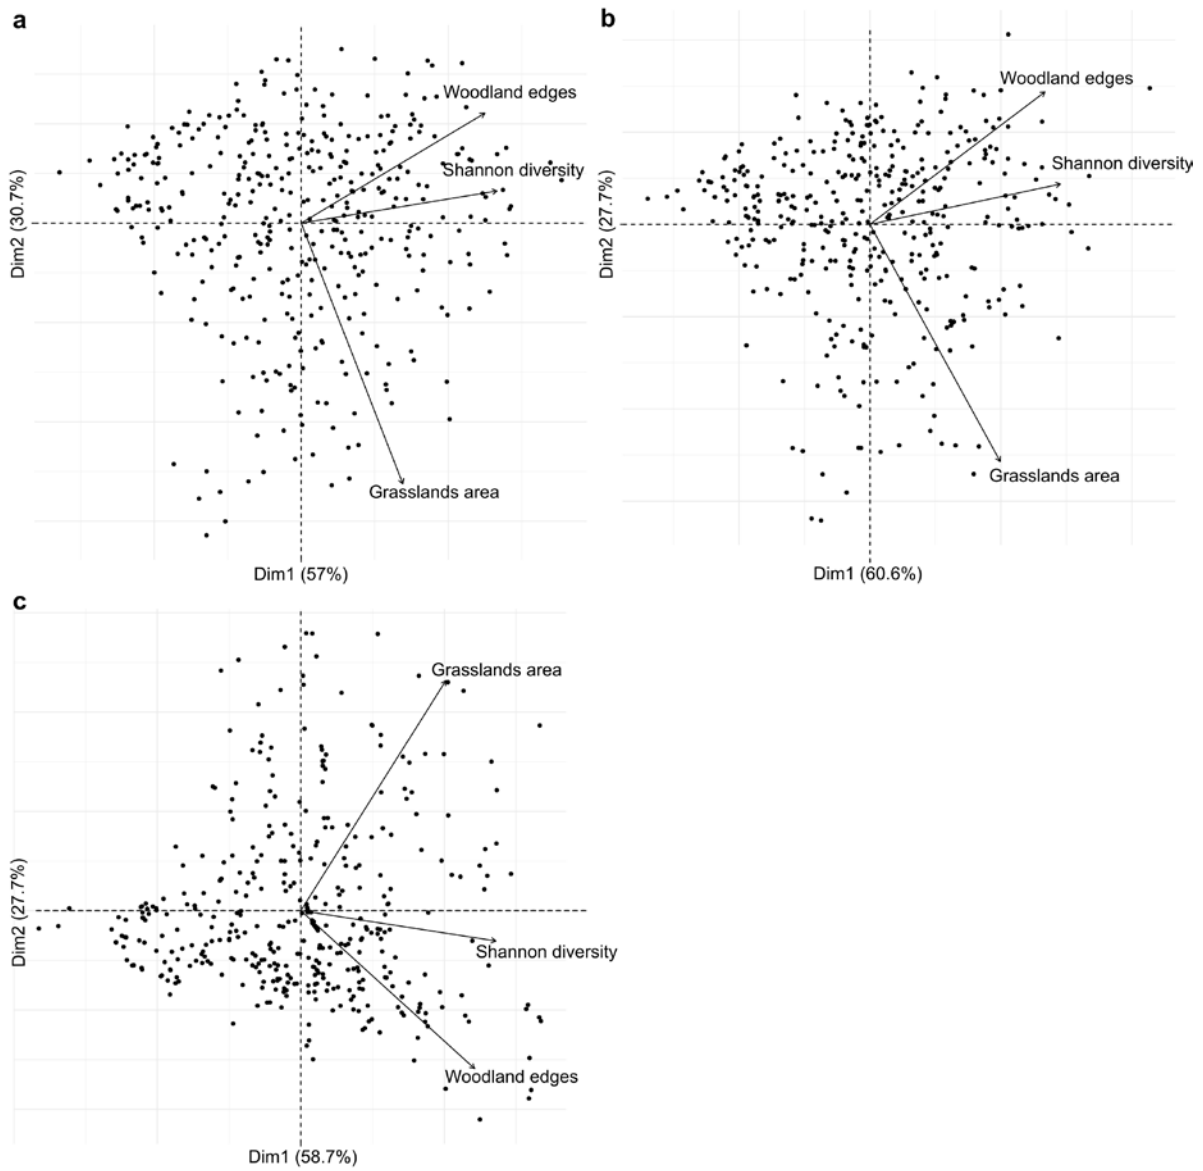 a
Woodland edges
Shannon diversity
Dim2 (30.7%)
Grasslands area
Dim1 (57%)
b
Woodland edges
Shannon diversity
Dim2 (27.7%)
Grasslands area
Dim1 (60.6%)
c
Grasslands area
Dim2 (27.7%)
Shannon diversity
Woodland edges
Dim1 (58.7%)